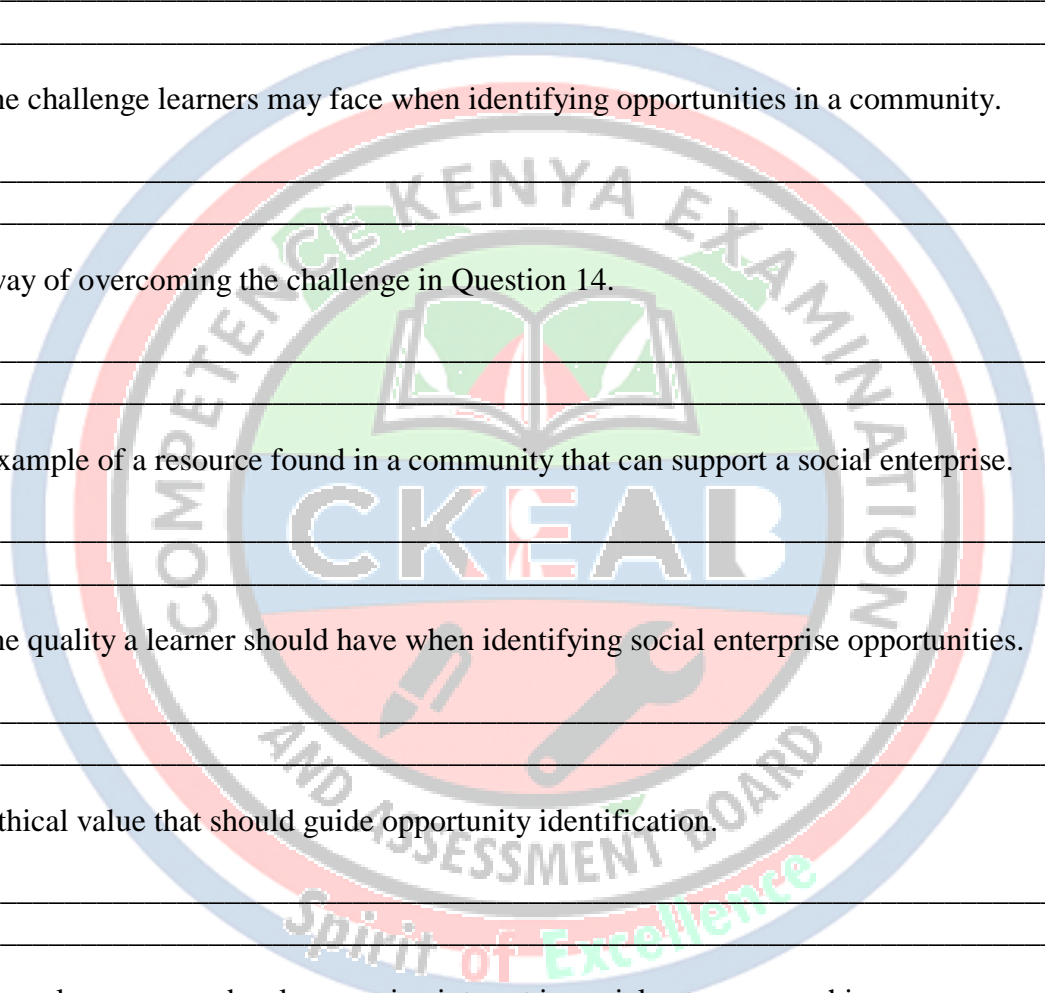 he challenge learners may face when identifying opportunities in a community.
COMPETENCE KENYA EXAMINATION
way of overcoming the challenge in Question 14.
xample of a resource found in a community that can support a social enterprise.
CKEAB
ne quality a learner should have when identifying social enterprise opportunities.
thical value that should guide opportunity identification.
AND ASSESSMENT BOARD
Spirit of Excellence